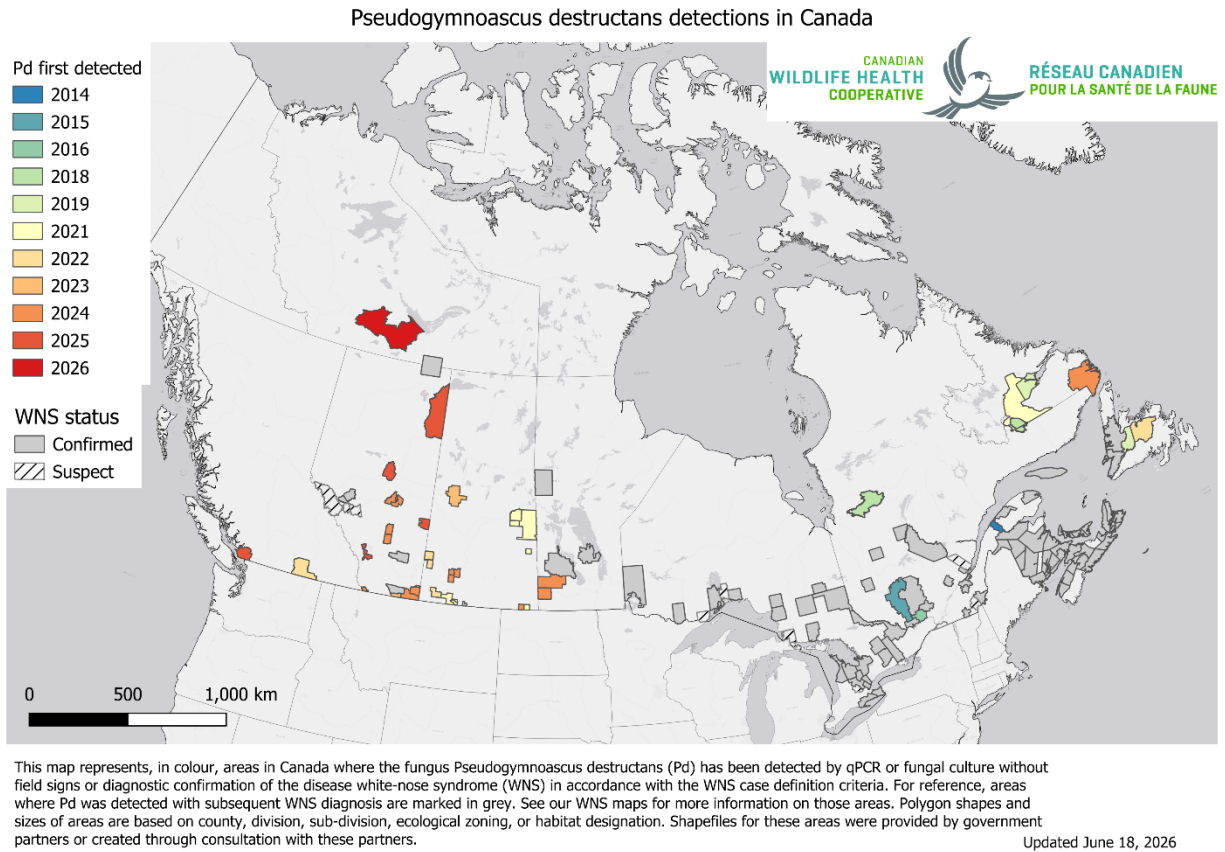 Pseudogymnoascus destructans detections in Canada
CANADIAN
WILDLIFE HEALTH
COOPERATIVE
RÉSEAU CANADIEN
POUR LA SANTÉ DE LA FAUNE
Pd first detected
2014
2015
2016
2018
2019
2021
2022
2023
2024
2025
2026
WNS status
Confirmed
Suspect
0 500 1,000 km
This map represents, in colour, areas in Canada where the fungus Pseudogymnoascus destructans (Pd) has been detected by qPCR or fungal culture without
field signs or diagnostic confirmation of the disease white-nose syndrome (WNS) in accordance with the WNS case definition criteria. For reference, areas
where Pd was detected with subsequent WNS diagnosis are marked in grey. See our WNS maps for more information on those areas. Polygon shapes and
sizes of areas are based on county, division, sub-division, ecological zoning, or habitat designation. Shapefiles for these areas were provided by government
partners or created through consultation with these partners.
Updated June 18, 2026